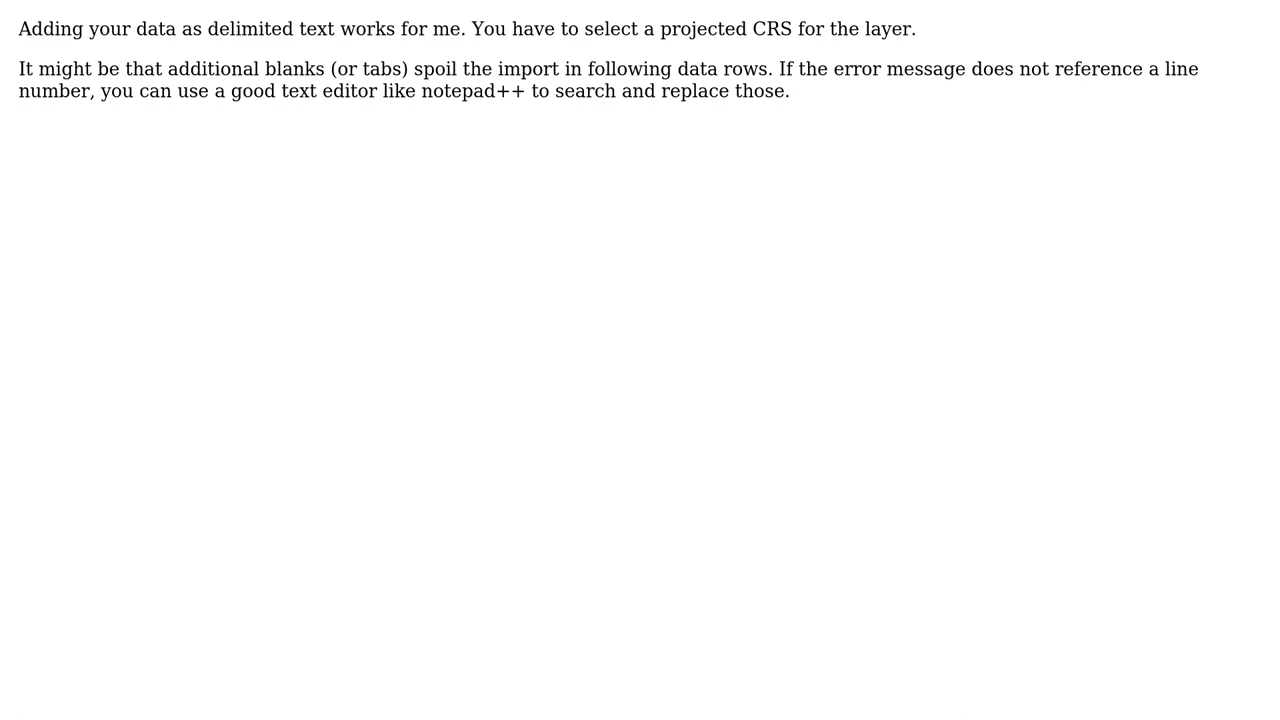 Adding your data as delimited text works for me. You have to select a projected CRS for the layer.
It might be that additional blanks (or tabs) spoil the import in following data rows. If the error message does not reference a line
number, you can use a good text editor like notepad++ to search and replace those.